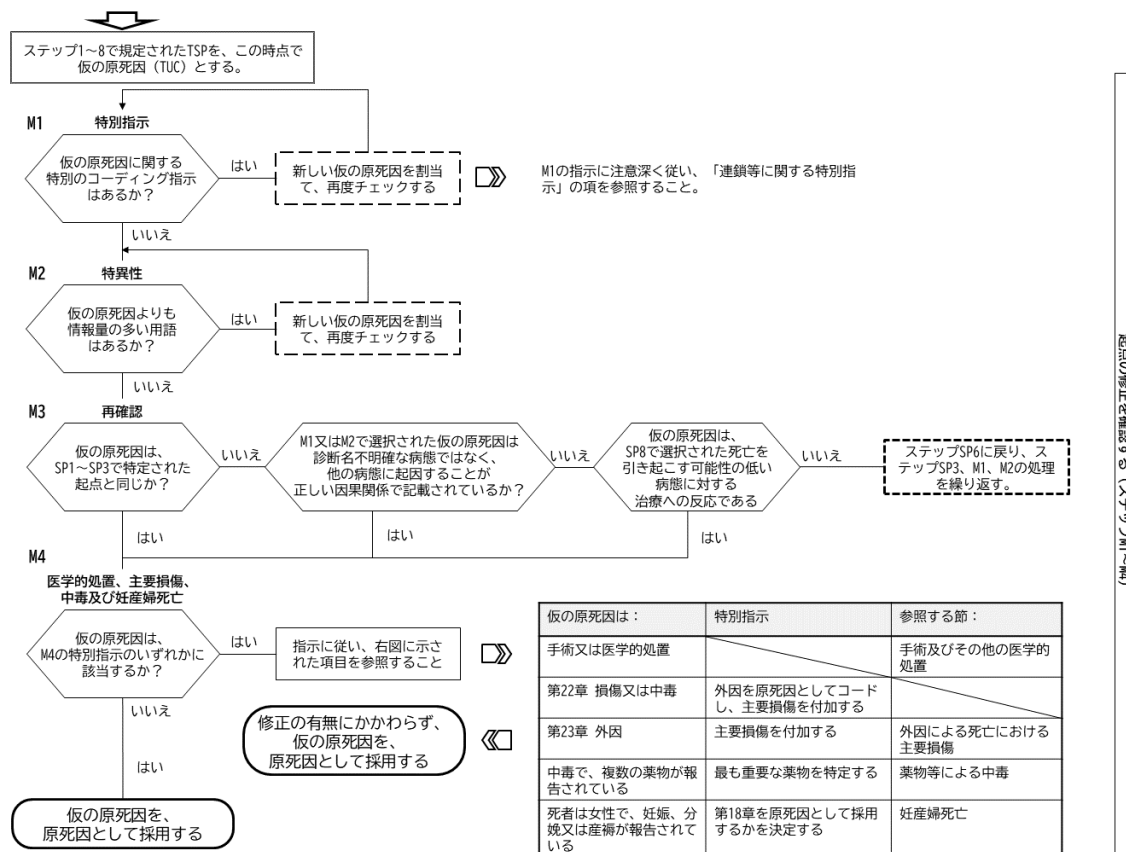 ステップ1~8で規定されたTSPを、この時点で
仮の原死因（TUC）とする。
M1
特別指示
仮の原死因に関する
特別のコーディング指示
はあるか？
はい
新しい仮の原死因を割当
て、再度チェックする
M1の指示に注意深く従い、「連鎖等に関する特別指
示」の項を参照すること。
いいえ
M2
特異性
仮の原死因よりも
情報量の多い用語
はあるか？
はい
新しい仮の原死因を割当
て、再度チェックする
いいえ
M3
再確認
仮の原死因は、
SP1~SP3で特定された
起点と同じか？
いいえ
M1又はM2で選択された仮の原死因は
診断名不明確な病態ではなく、
他の病態に起因することが
正しい因果関係で記載されているか？
いいえ
仮の原死因は、
SP8で選択された死亡を
引き起こす可能性の低い
病態に対する
治療への反応である
いいえ
ステップSP6に戻り、ス
テップSP3、M1、M2の処理
を繰り返す。
はい
はい
はい
M4
医学的処置、主要損傷、
中毒及び妊産婦死亡
仮の原死因は、
M4の特別指示のいずれかに
該当するか？
はい
指示に従い、右図に示さ
れた項目を参照すること
いいえ
修正の有無にかかわらず、
仮の原死因を、
原死因として採用する
はい
仮の原死因を、
原死因として採用する
仮の原死因は：
特別指示
参照する節：
手術又は医学的処置
手術及びその他の医学的
処置
第22章 損傷又は中毒
外因を原死因としてコード
し、主要損傷を付加する
第23章 外因
主要損傷を付加する
外因による死亡における
主要損傷
中毒で、複数の薬物が報
告されている
最も重要な薬物を特定する
薬物等による中毒
死者は女性で、妊娠、分
娩又は産褥が報告されて
いる
第18章を原死因として採用
するかを決定する
妊産婦死亡